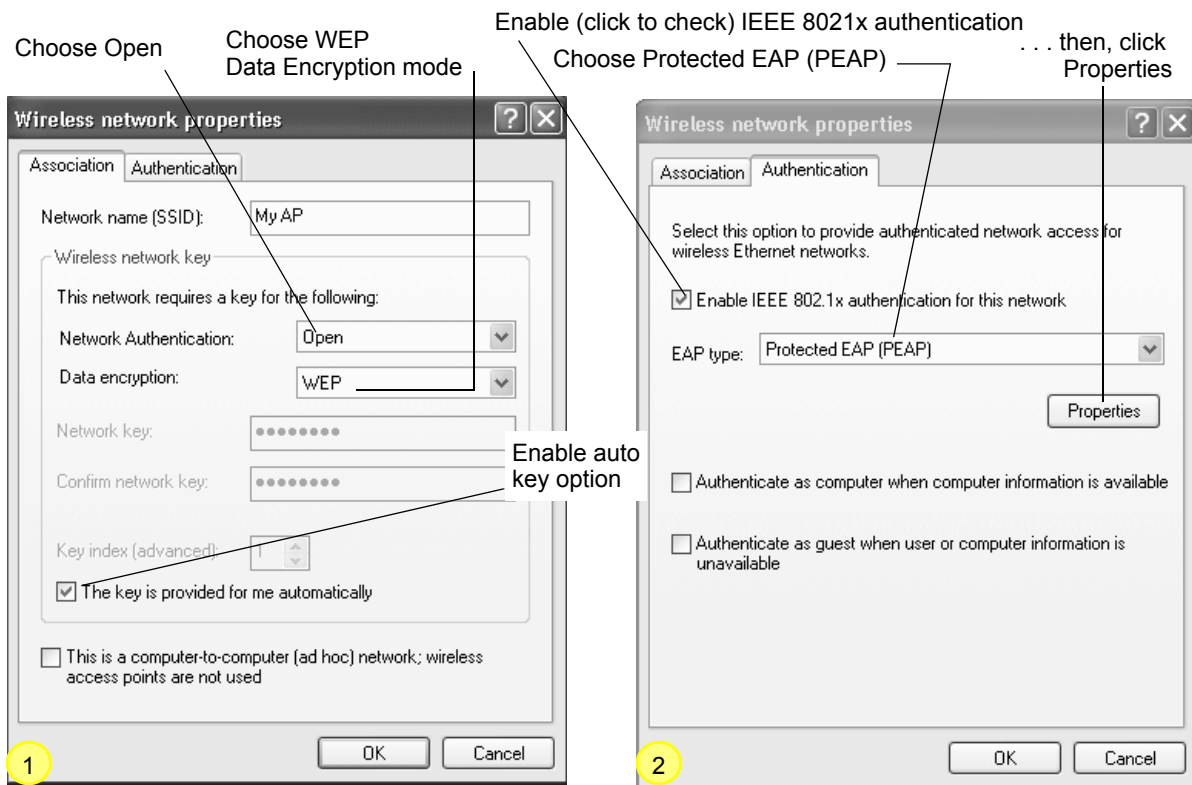 Choose Open
Choose WEP
Data Encryption mode
Enable (click to check) IEEE 8021x authentication
Choose Protected EAP (PEAP)
. . . then, click
Properties
Wireless network properties
Association
Authentication
Network name (SSID):
My AP
Wireless network key
This network requires a key for the following:
Network Authentication:
Open
Data encryption:
WEP
Network key:
Confirm network key:
Enable auto
key option
Key index (advanced):
1
The key is provided for me automatically
This is a computer-to-computer (ad hoc) network; wireless
access points are not used
OK
Cancel
1
Wireless network properties
Association
Authentication
Select this option to provide authenticated network access for
wireless Ethernet networks.
Enable IEEE 802.1x authentication for this network
EAP type:
Protected EAP (PEAP)
Properties
Authenticate as computer when computer information is available
Authenticate as guest when user or computer information is
unavailable
OK
Cancel
2